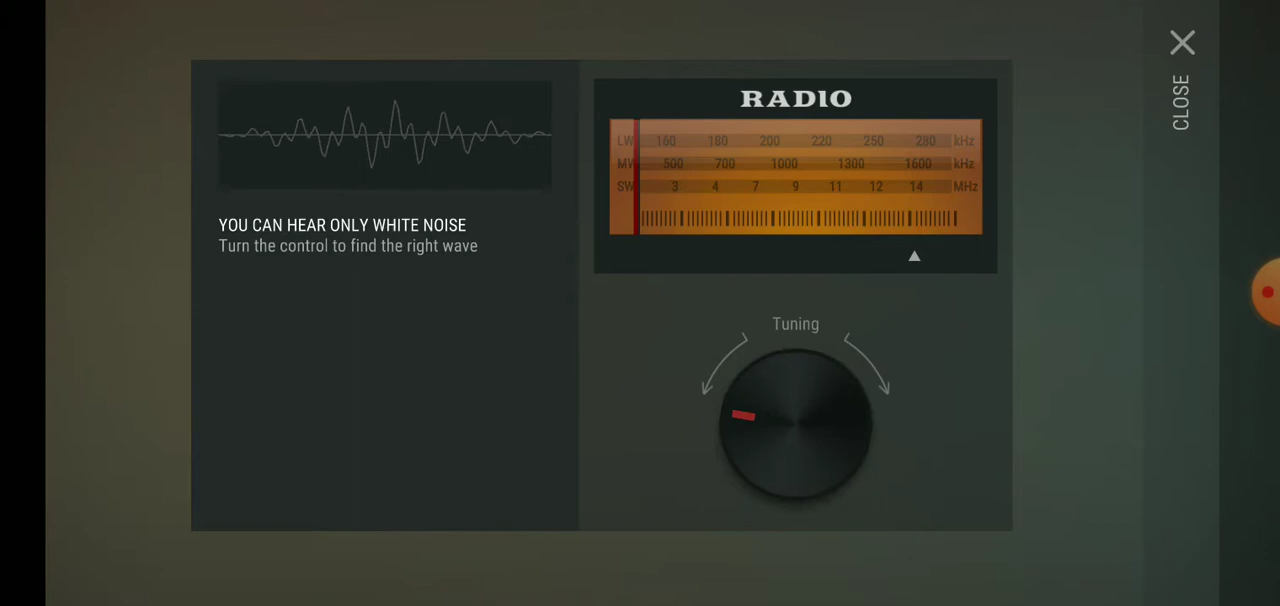 RADIO
LW 160 180 200 220 250 280 kHz
MW 500 700 1000 1300 1600 kHz
SW 3 4 7 9 11 12 14 MHz
YOU CAN HEAR ONLY WHITE NOISE
Turn the control to find the right wave
Tuning
CLOSE